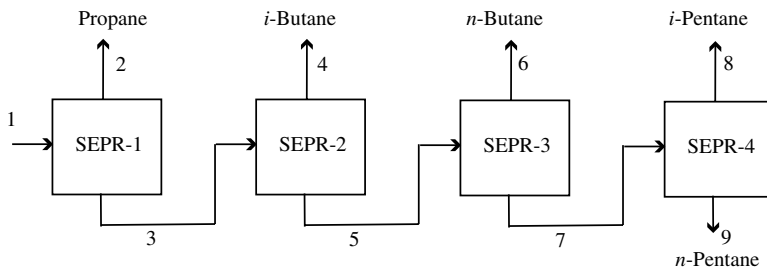 Propane
i-Butane
n-Butane
i-Pentane
2
4
6
8
1
SEPR-1
SEPR-2
SEPR-3
SEPR-4
3
5
7
9
n-Pentane